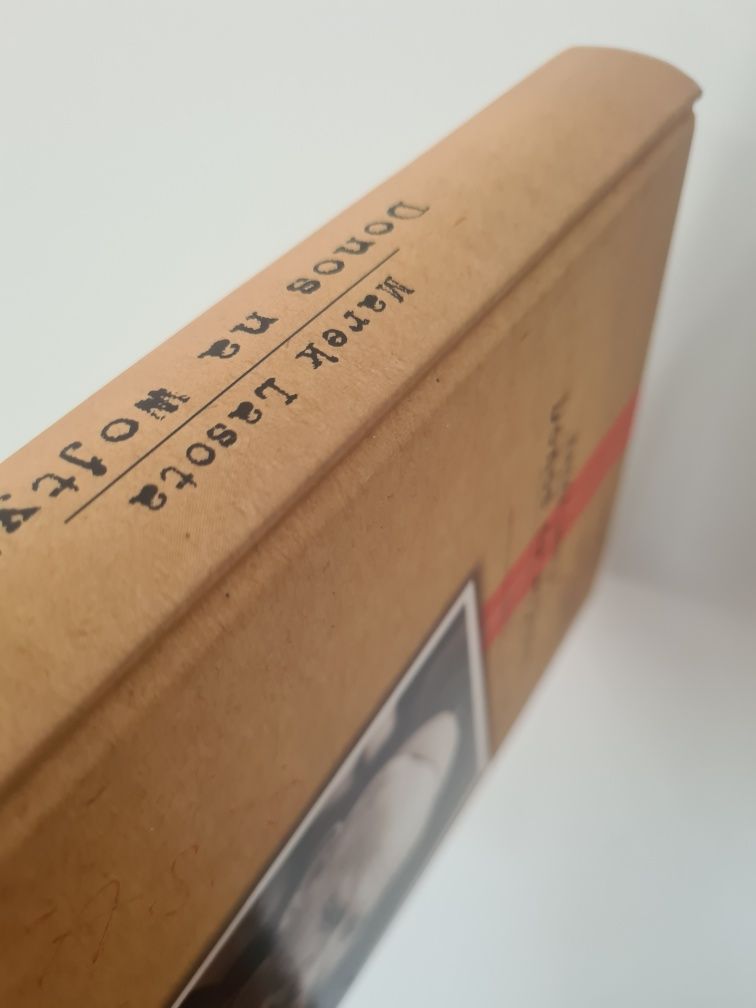 Marek Lasota
Donos na Wojty